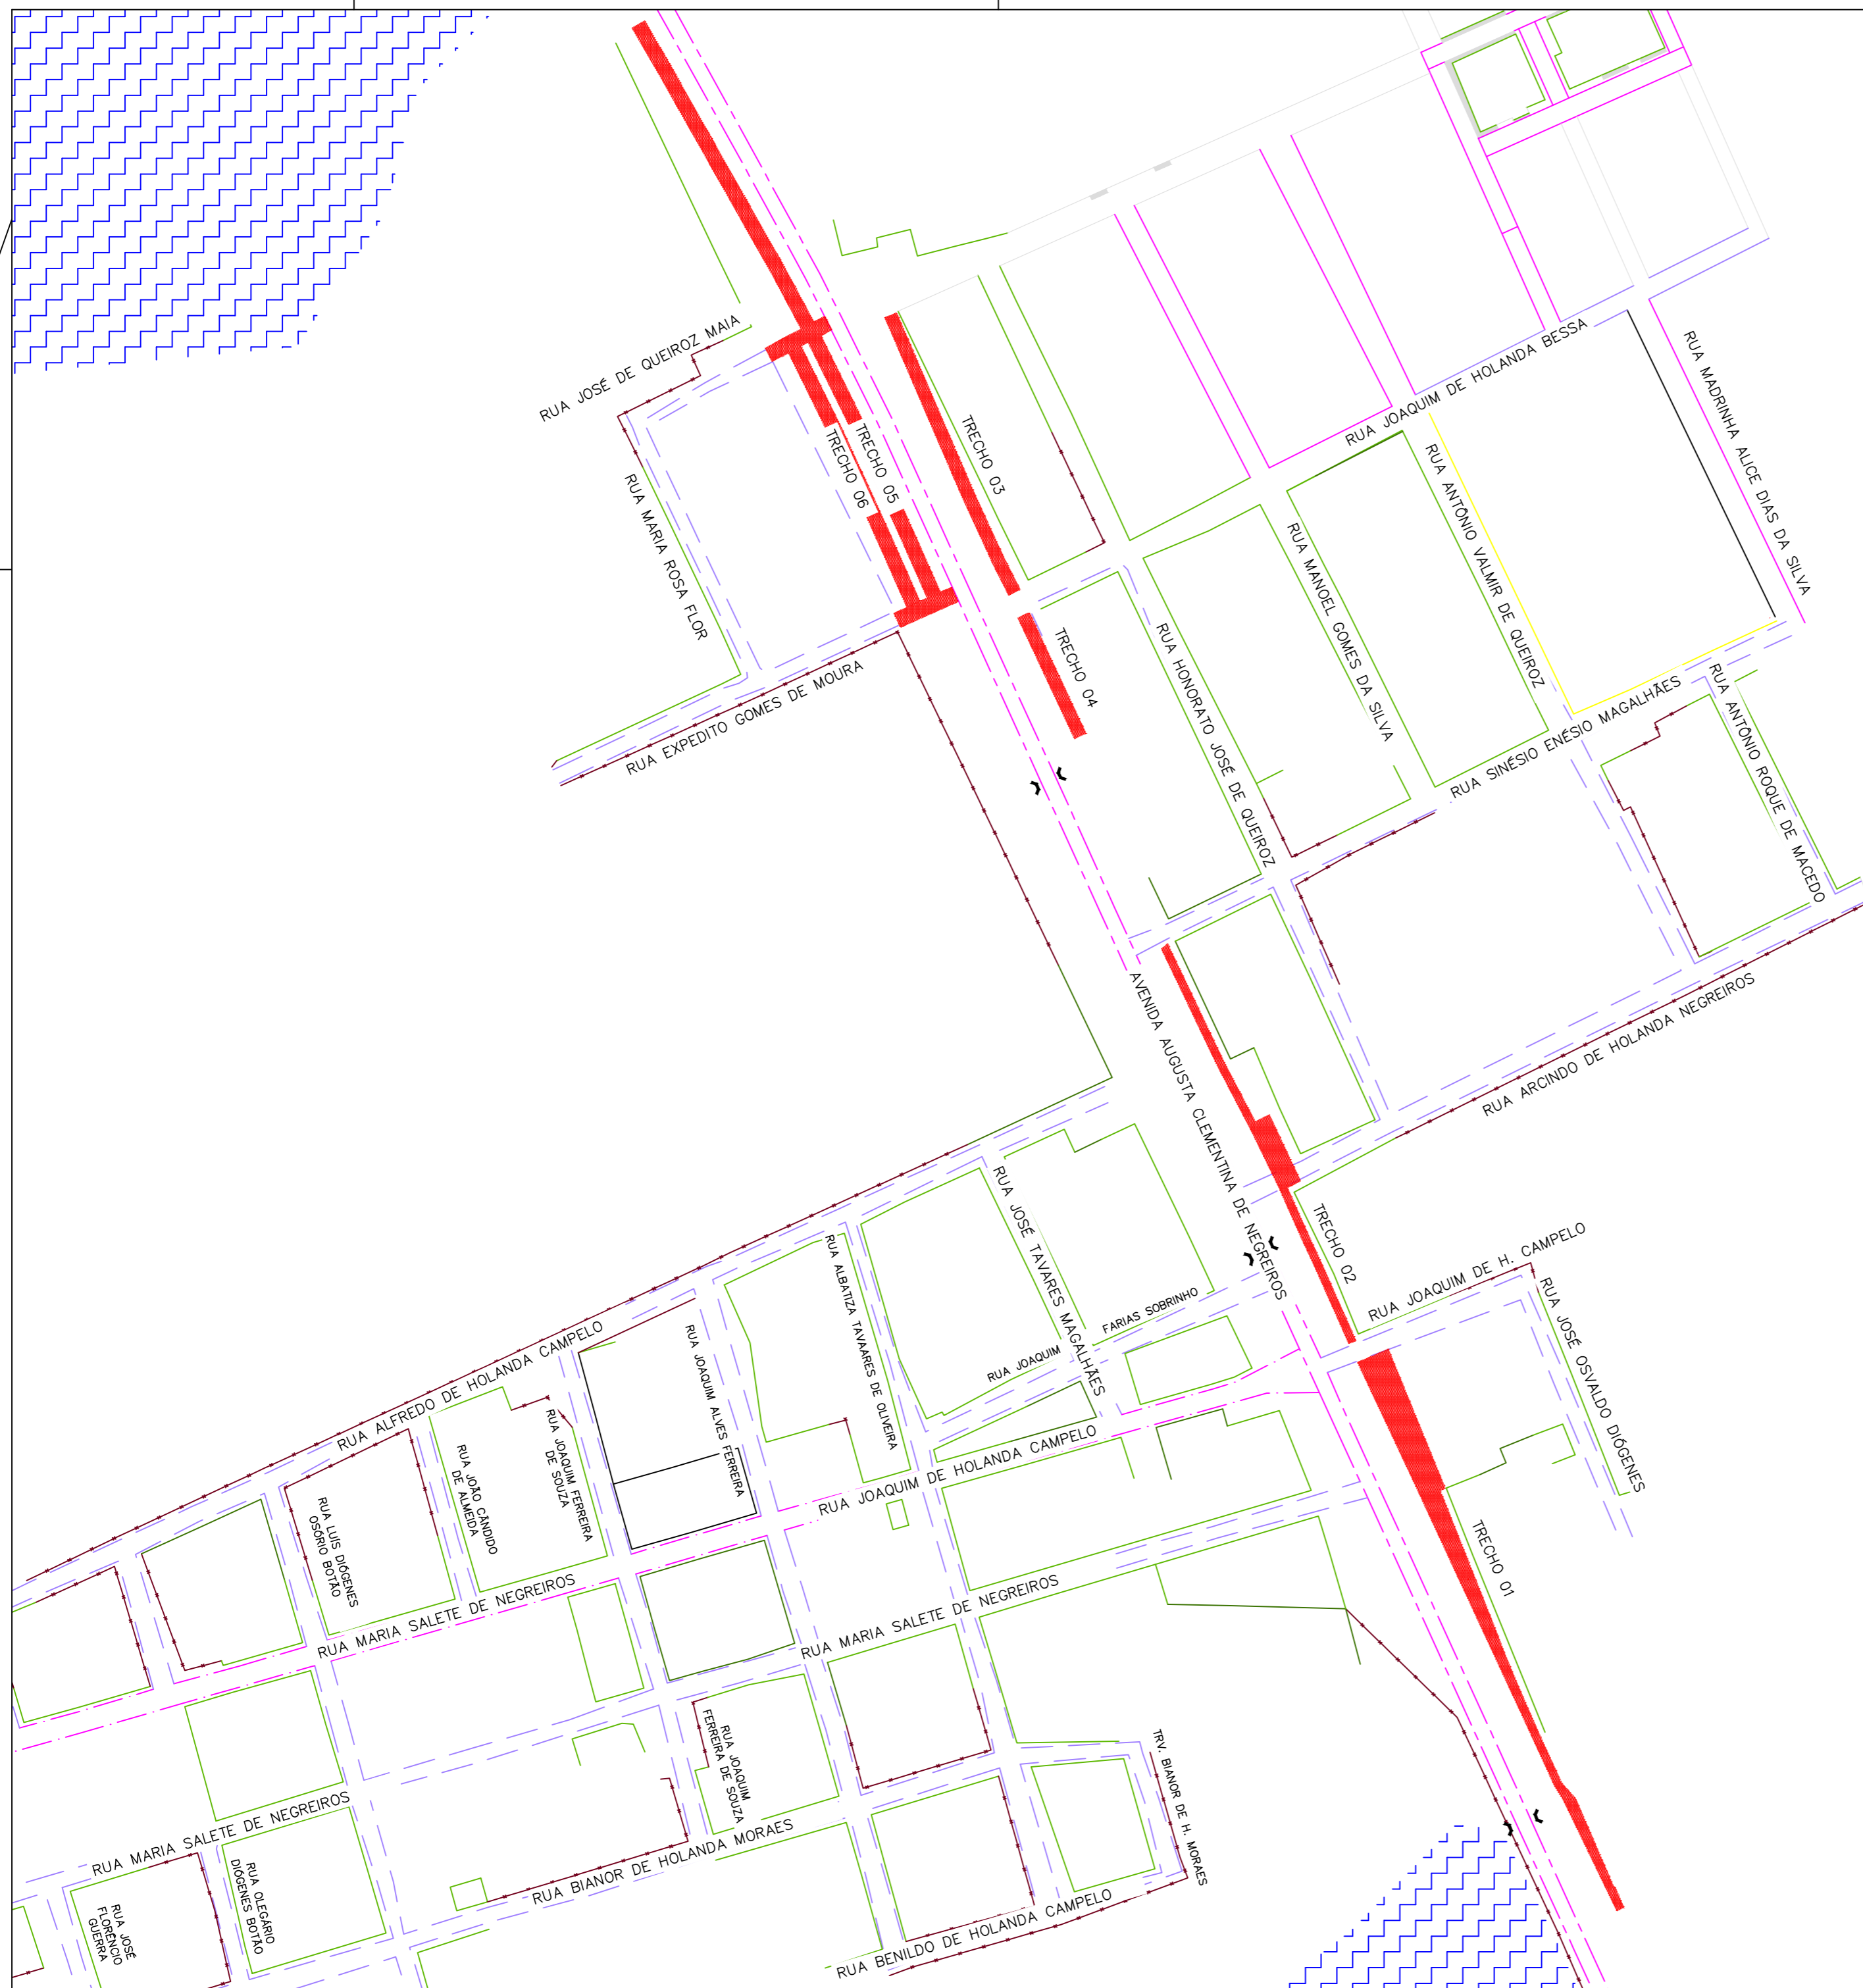 RUA JOSÉ DE QUEIROZ MAIA
RUA MARIA ROSA FLOR
TRECHO 06
TRECHO 05
TRECHO 03
TRECHO 04
RUA JOAQUIM DE HOLANDA BESSA
RUA MADRINHA ALICE DIAS DA SILVA
RUA ANTÔNIO VALMIR DE QUEIROZ
RUA MANOEL GOMES DA SILVA
RUA HONORATO JOSÉ DE QUEIROZ
RUA EXPEDITO GOMES DE MOURA
RUA SINÉSIO ENÉSIO MAGALHÃES
RUA ANTÔNIO ROQUE DE MACEDO
AVENIDA AUGUSTA CLEMENTINA DE NEGREIROS
RUA ARCINDO DE HOLANDA NEGREIROS
TRECHO 02
RUA JOSÉ TAVARES MAGALHÃES
RUA ALBATIZA TAVAARES DE OLIVEIRA
RUA JOAQUIM
FARIAS SOBRINHO
RUA JOAQUIM DE H. CAMPELO
RUA JOSÉ OSVALDO DIÓGENES
RUA ALFREDO DE HOLANDA CAMPELO
RUA JOAQUIM ALVES FERREIRA
RUA JOAQUIM FERREIRA
DE SOUZA
RUA JOÃO CÂNDIDO
DE ALMEIDA
RUA LUÍS DIÓGENES
OSÓRIO BOTÃO
RUA JOAQUIM DE HOLANDA CAMPELO
TRECHO 01
RUA MARIA SALETE DE NEGREIROS
RUA MARIA SALETE DE NEGREIROS
RUA JOAQUIM
FERREIRA DE SOUZA
TRV. BIANOR DE H. MORAES
RUA MARIA SALETE DE NEGREIROS
RUA BIANOR DE HOLANDA MORAES
RUA OLEGÁRIO
DIÓGENES BOTÃO
RUA JOSÉ
FLORÊNCIO
GUERRA
RUA BENILDO DE HOLANDA CAMPELO